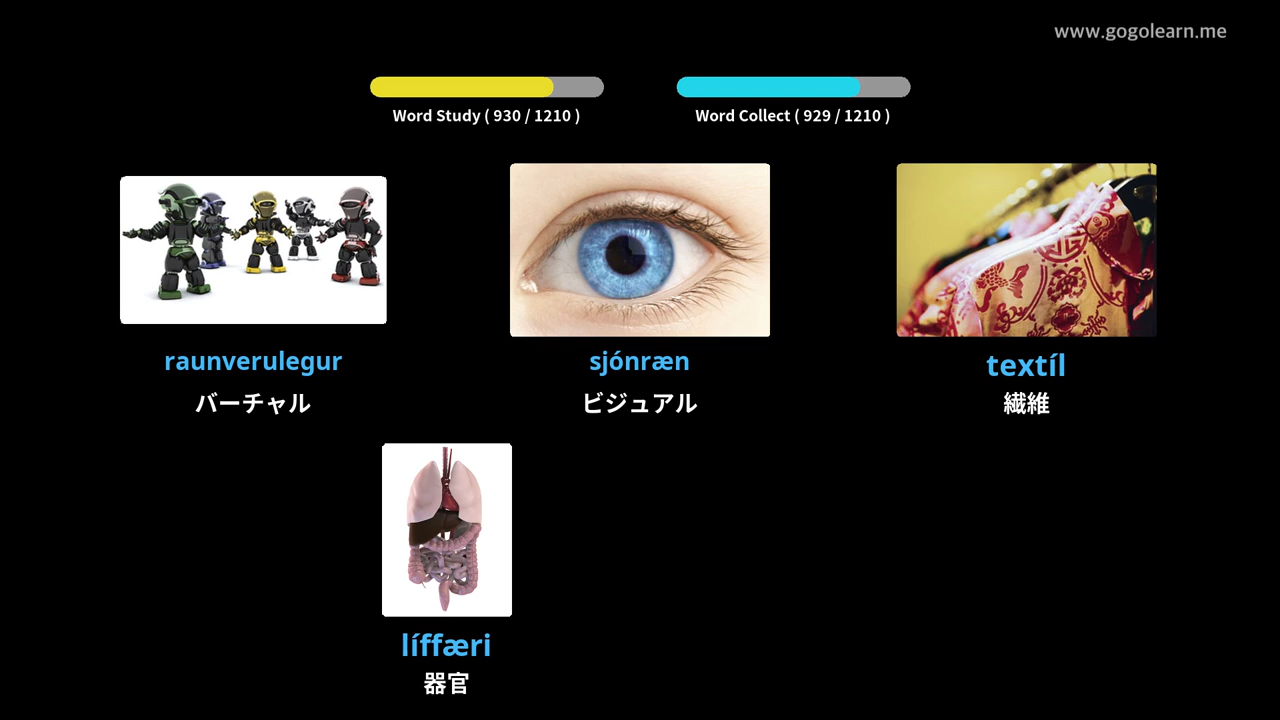 www.gogolearn.me
Word Study ( 930 / 1210 )
Word Collect ( 929 / 1210 )
raunverulegur
バーチャル
sjónræn
ビジュアル
textíl
繊維
líffæri
器官